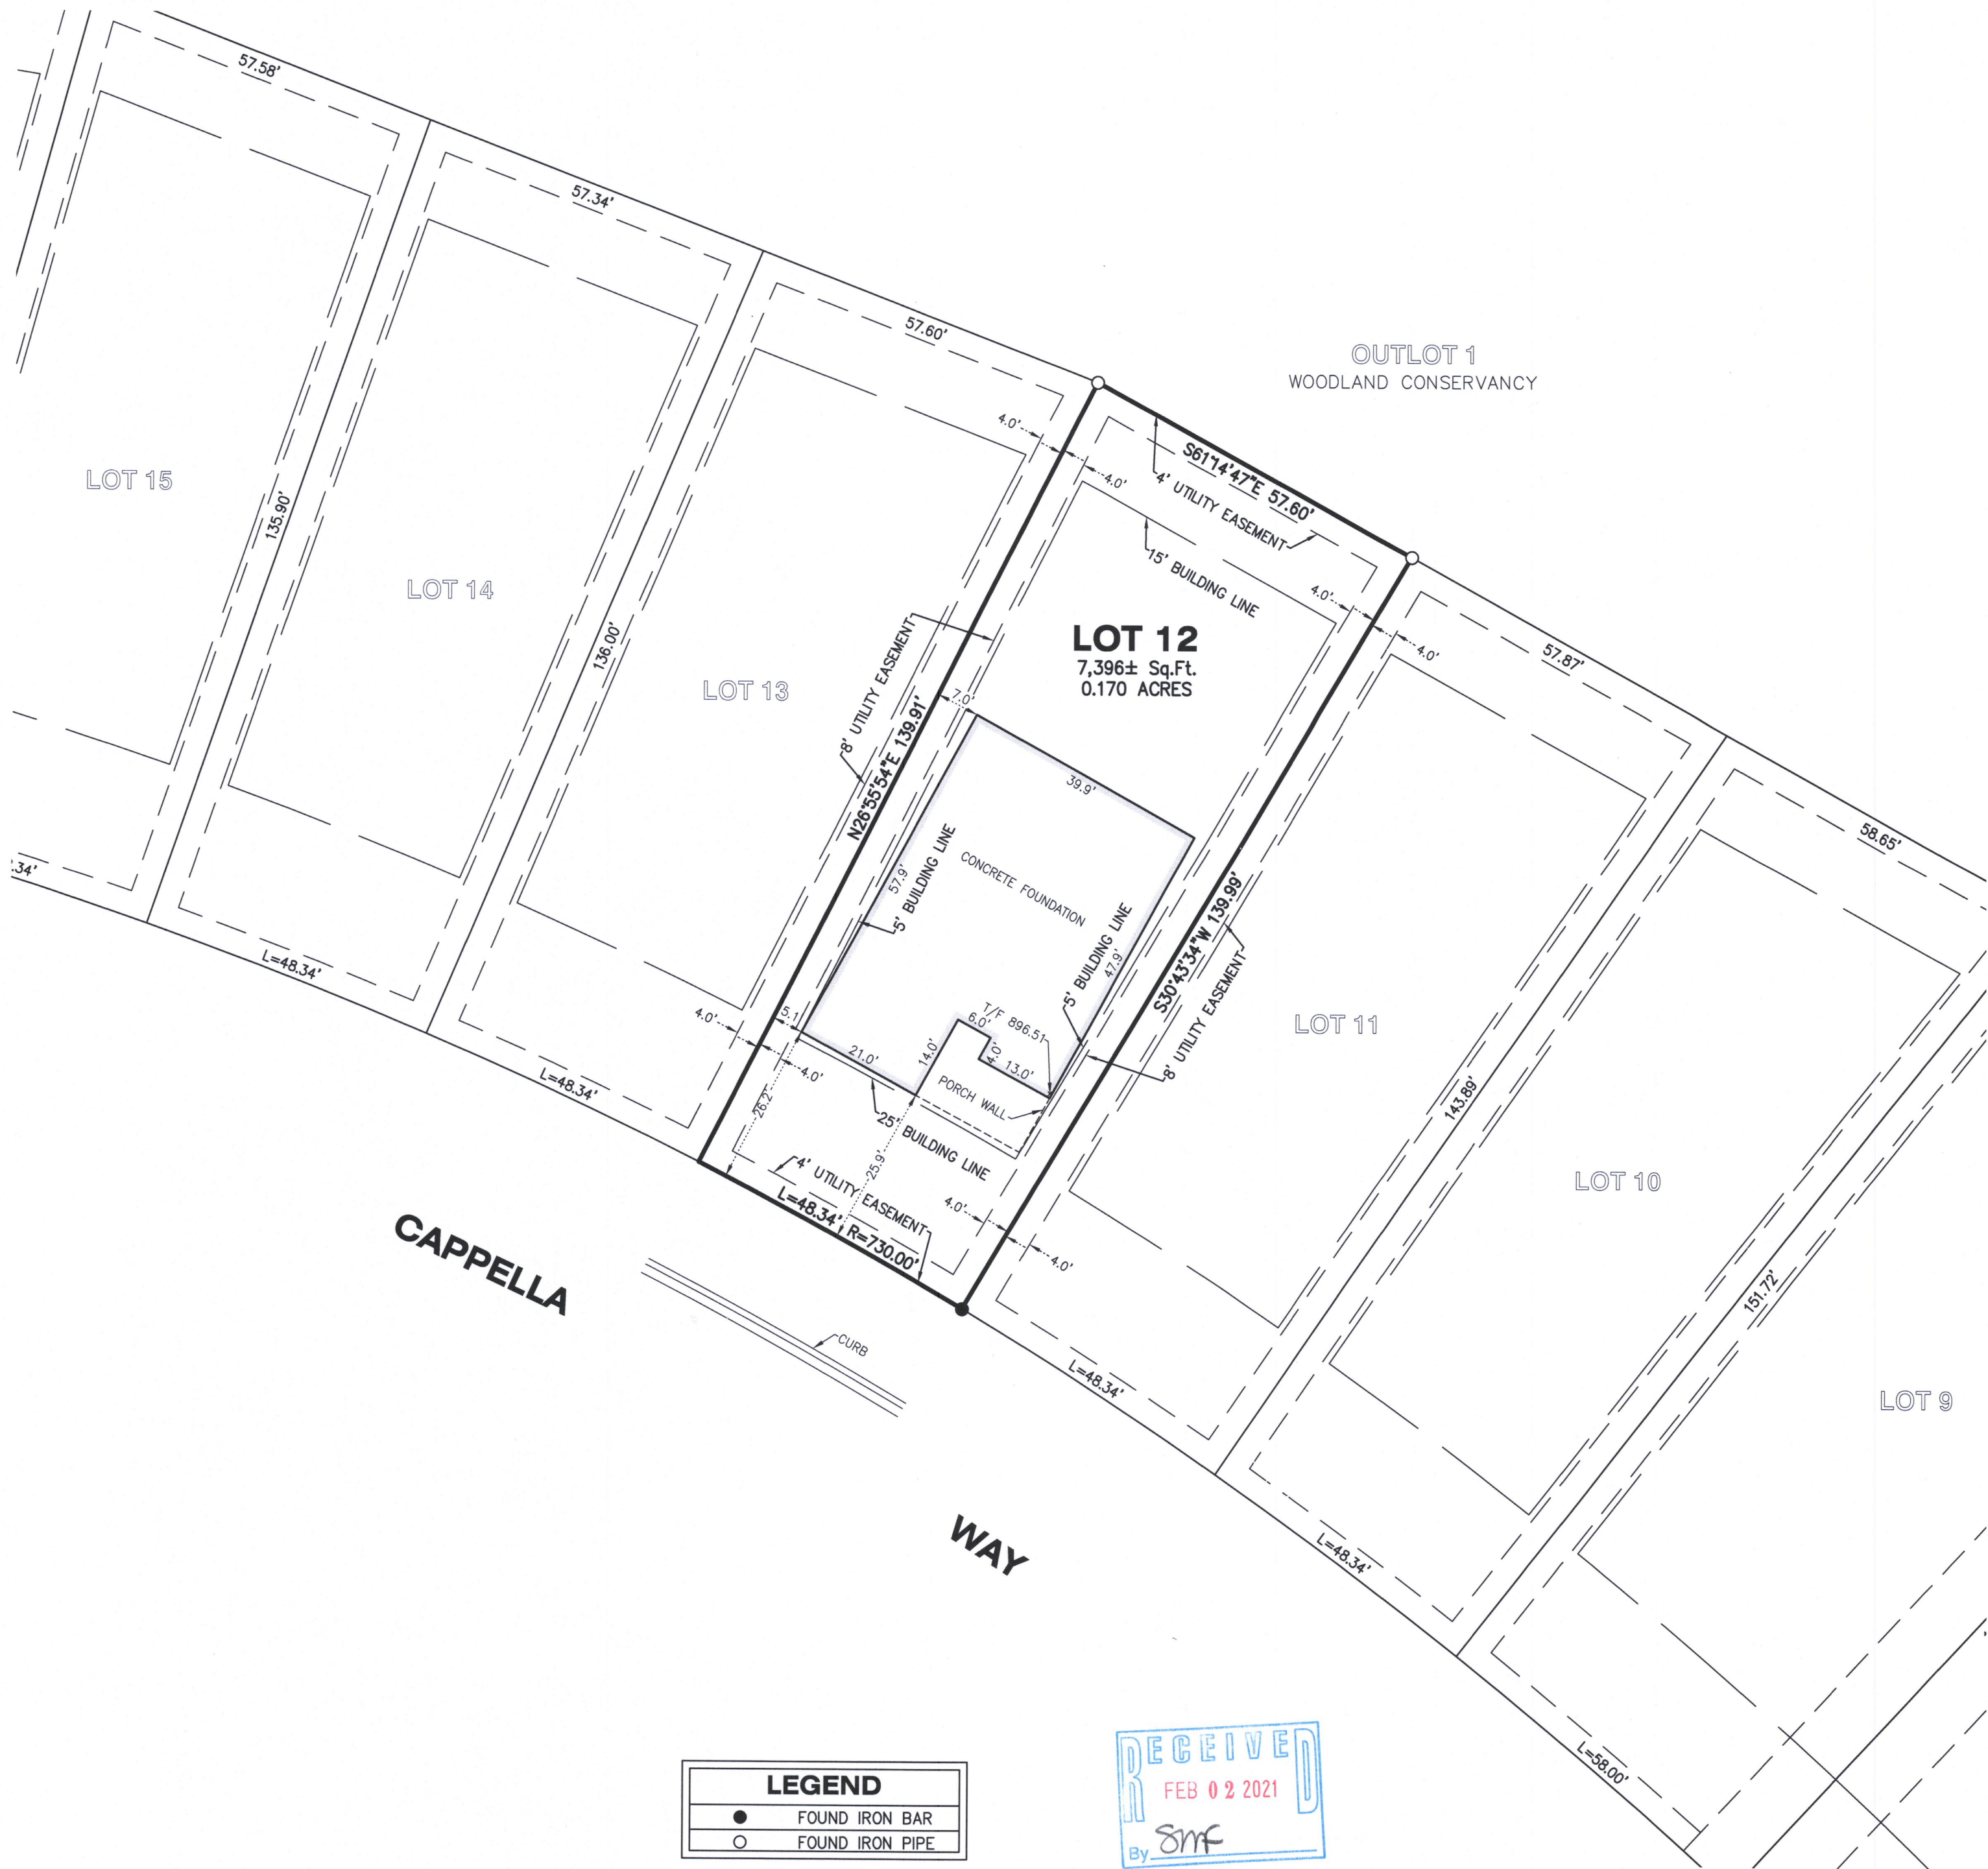 57.58'
57.34'
57.60'
OUTLOT 1
WOODLAND CONSERVANCY
4.0'
4.0'
S61°14'47"E 57.60'
4' UTILITY EASEMENT
15' BUILDING LINE
LOT 15
135.90'
LOT 14
136.00'
LOT 13
8' UTILITY EASEMENT
N26°55'54"E 139.91'
LOT 12
7,396± Sq.Ft.
0.170 ACRES
4.0'
4.0'
57.87'
58.65'
7.0'
39.9'
57.9'
5' BUILDING LINE
CONCRETE FOUNDATION
5' BUILDING LINE
47.9'
S30°43'34"W 139.99'
8' UTILITY EASEMENT
.34'
L=48.34'
L=48.34'
4.0'
4.0'
5.1
21.0'
14.0'
6.0'
T/F 896.51
4.0'
13.0'
PORCH WALL
26.2'
25' BUILDING LINE
25.9'
4' UTILITY EASEMENT
L=48.34' R=730.00'
4.0'
4.0'
LOT 11
143.89'
LOT 10
151.72'
LOT 9
CAPPELLA
WAY
CURB
L=48.34'
L=48.34'
L=58.00'
LEGEND
FOUND IRON BAR
FOUND IRON PIPE
RECEIVED
FEB 02 2021
By SMF